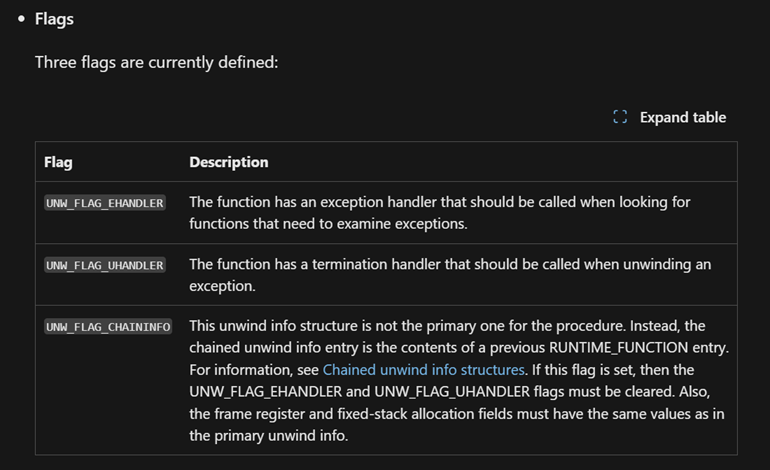 Flags
Three flags are currently defined:
Expand table
Flag Description
UNW_FLAG_EHANDLER The function has an exception handler that should be called when looking for
functions that need to examine exceptions.
UNW_FLAG_UHANDLER The function has a termination handler that should be called when unwinding an
exception.
UNW_FLAG_CHAININFO This unwind info structure is not the primary one for the procedure. Instead, the
chained unwind info entry is the contents of a previous RUNTIME_FUNCTION entry.
For information, see Chained unwind info structures. If this flag is set, then the
UNW_FLAG_EHANDLER and UNW_FLAG_UHANDLER flags must be cleared. Also,
the frame register and fixed-stack allocation fields must have the same values as in
the primary unwind info.